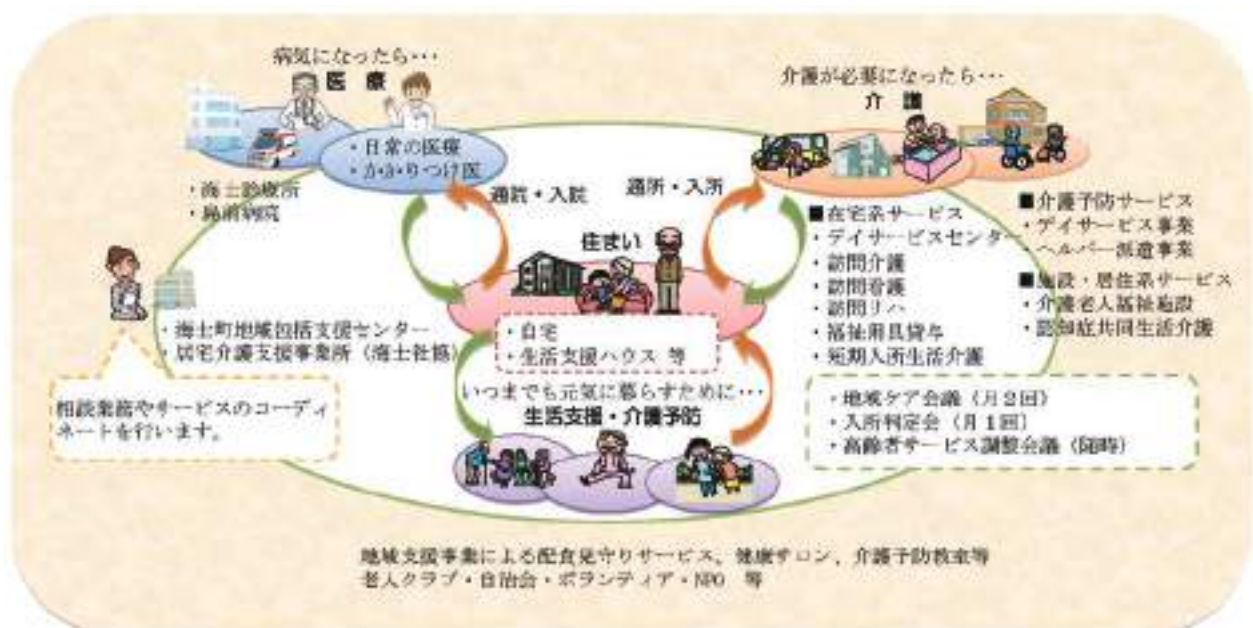 病気になったら・・・
医 療
・日常の医療
・かかりつけ医
・海士診療所
・島前病院
通院・入院
介護が必要になったら・・・
介 護
通所・入所
■在宅系サービス
・デイサービスセンター
・訪問介護
・訪問看護
・訪問リハ
・福祉用具貸与
・短期入所生活介護
■介護予防サービス
・デイサービス事業
・ヘルパー派遣事業
■施設・居住系サービス
・介護老人福祉施設
・認知症共同生活介護
住まい
・自宅
・生活支援ハウス 等
・海士町地域包括支援センター
・居宅介護支援事業所（海士社協）
相談業務やサービスのコーディ
ネートを行います。
いつまでも元気に暮らすために・・・
生活支援・介護予防
・地域ケア会議（月２回）
・入所判定会（月１回）
・高齢者サービス調整会議（随時）
地域支援事業による配食見守りサービス、健康サロン、介護予防教室等
老人クラブ・自治会・ボランティア・NPO 等